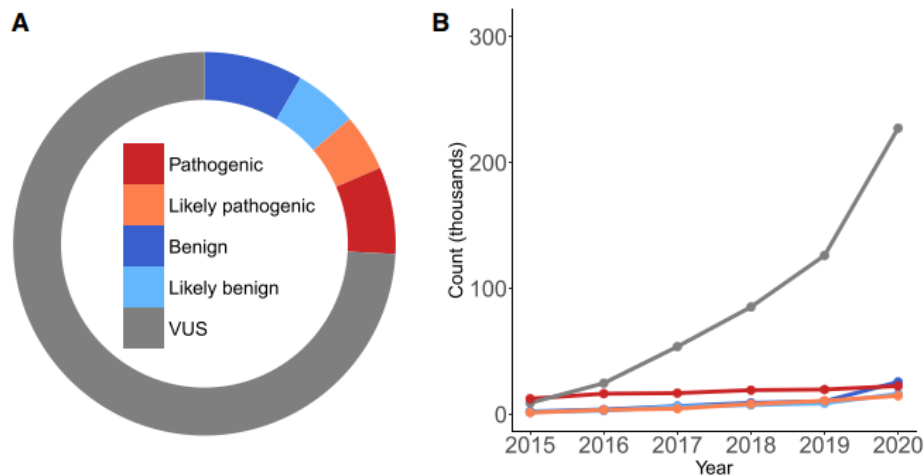 A
Pathogenic
Likely pathogenic
Benign
Likely benign
VUS
B
300
200
100
0
Count (thousands)
2015 2016 2017 2018 2019 2020
Year